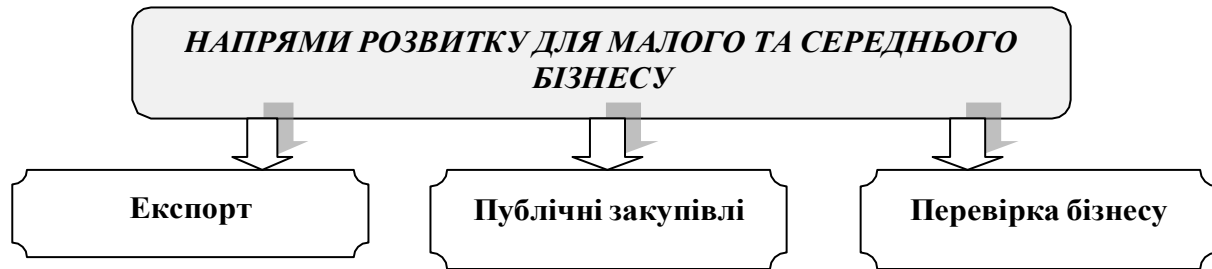 НАПРЯМИ РОЗВИТКУ ДЛЯ МАЛОГО ТА СЕРЕДНЬОГО
БІЗНЕСУ
Експорт
Публічні закупівлі
Перевірка бізнесу